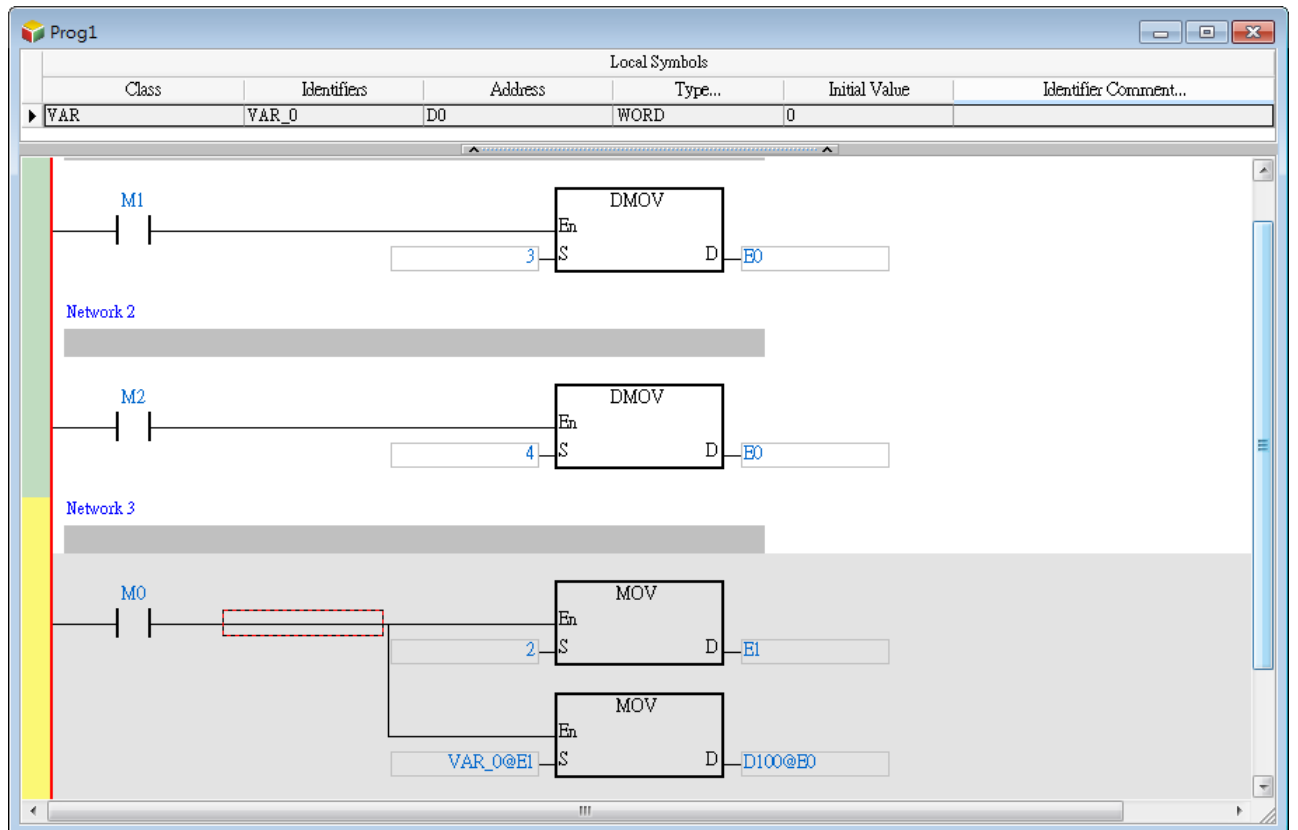 Prog1
Local Symbols
Class Identifiers Address Type... Initial Value Identifier Comment...
VAR VAR_0 D0 WORD 0
M1 DMOV
En
3 S D E0
Network 2
M2 DMOV
En
4 S D E0
Network 3
M0 MOV
En
2 S D E1
MOV
En
VAR_0@E1 S D D100@E0